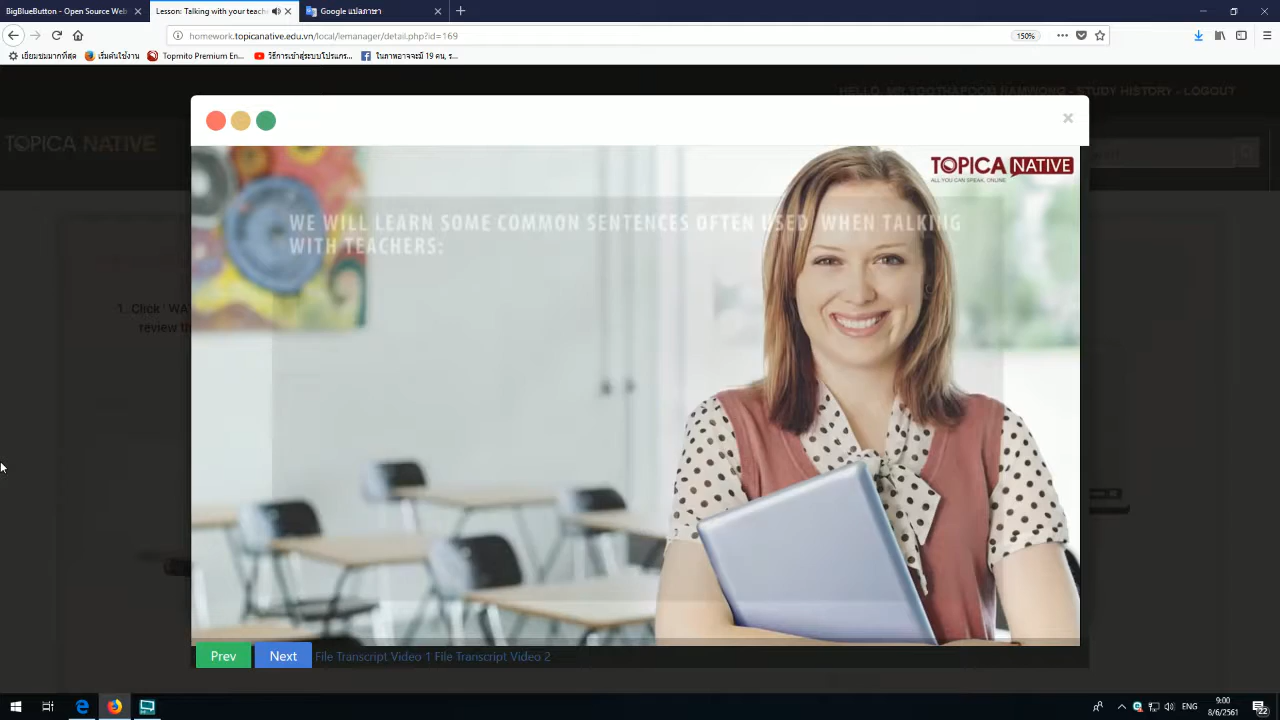 BigBlueButton - Open Source Web
Lesson: Talking with your teache
Google แปลภาษา
homework.topicanative.edu.vn/local/lemanager/detail.php?id=169
150%
เยี่ยมชมมากที่สุด
เริ่มต้นใช้งาน
Topmito Premium En...
วิธีการเข้าสู่ระบบโปรแกร...
ในภาพอาจจะมี 19 คน, ร...
HELLO, MR.YOOTHAPOOM RAMWONG - STUDY HISTORY - LOGOUT
TOPICA NATIVE
TOPICA NATIVE
ALL YOU CAN SPEAK. ONLINE
WE WILL LEARN SOME COMMON SENTENCES OFTEN USED WHEN TALKING
WITH TEACHERS:
1. Click ' WA
review th
Prev
Next
File Transcript Video 1 File Transcript Video 2
ENG
9:00
8/6/2561
22